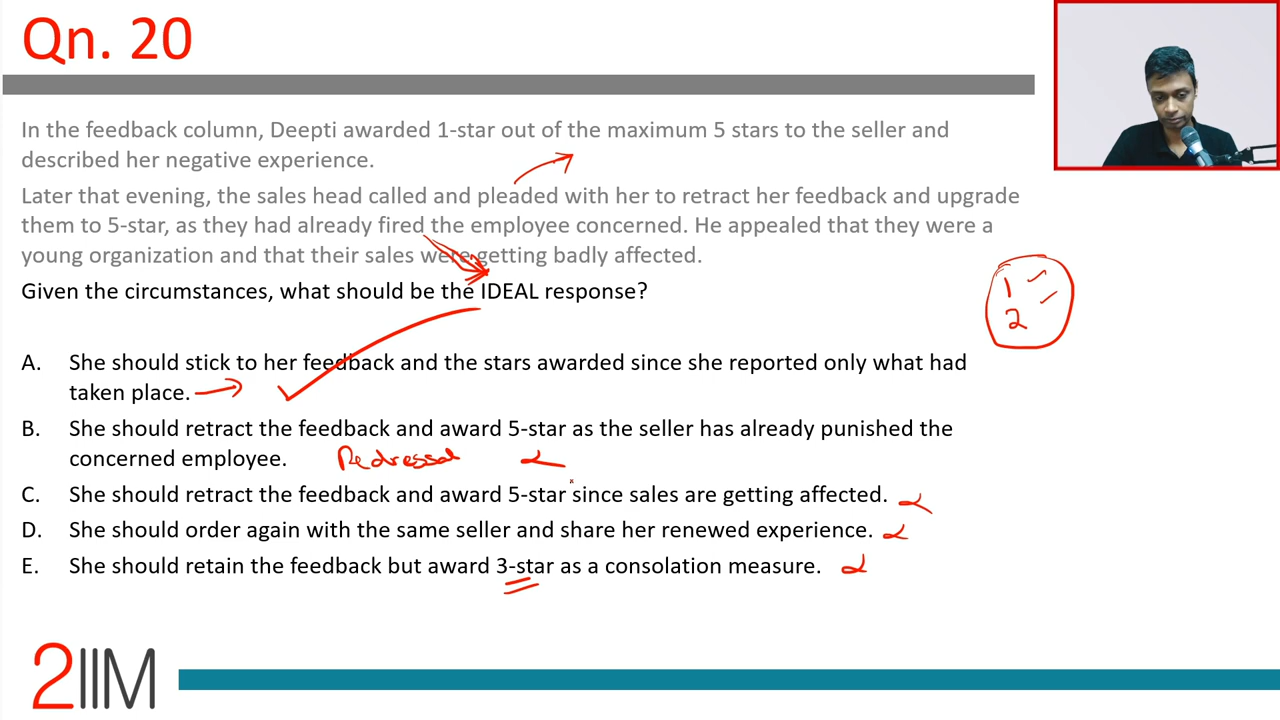 Qn. 20
In the feedback column, Deepti awarded 1-star out of the maximum 5 stars to the seller and
described her negative experience.
Later that evening, the sales head called and pleaded with her to retract her feedback and upgrade
them to 5-star, as they had already fired the employee concerned. He appealed that they were a
young organization and that their sales were getting badly affected.
Given the circumstances, what should be the IDEAL response?
1
2
A. She should stick to her feedback and the stars awarded since she reported only what had
taken place.
B. She should retract the feedback and award 5-star as the seller has already punished the
concerned employee. Redressal
C. She should retract the feedback and award 5-star since sales are getting affected.
D. She should order again with the same seller and share her renewed experience.
E. She should retain the feedback but award 3-star as a consolation measure.
2IIM